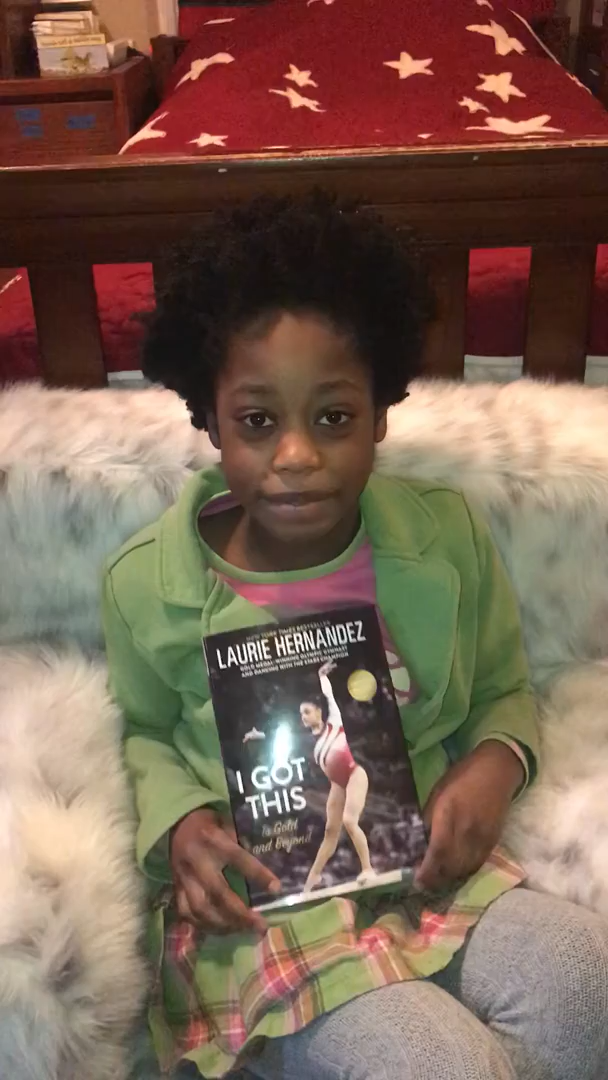 NEW YORK TIMES BESTSELLER
LAURIE HERNANDEZ
GOLD MEDAL-WINNING OLYMPIC GYMNAST
AND DANCING WITH THE STARS CHAMPION
I GOT
THIS
To Gold
and Beyond